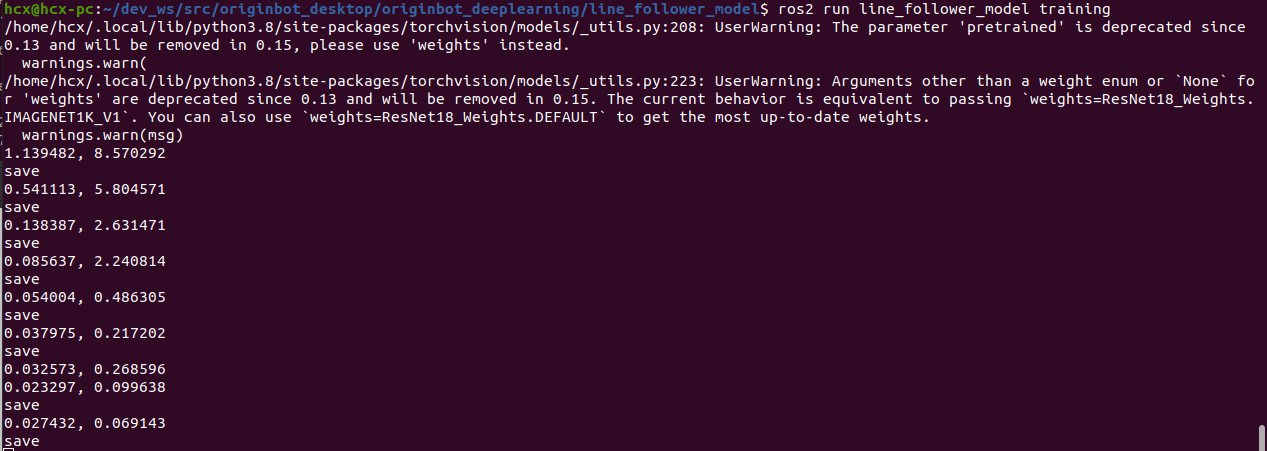 hcx@hcx-pc:~/dev_ws/src/originbot_desktop/originbot_deeplearning/line_follower_model$ ros2 run line_follower_model training
/home/hcx/.local/lib/python3.8/site-packages/torchvision/models/_utils.py:208: UserWarning: The parameter 'pretrained' is deprecated since
0.13 and will be removed in 0.15, please use 'weights' instead.
  warnings.warn(
/home/hcx/.local/lib/python3.8/site-packages/torchvision/models/_utils.py:223: UserWarning: Arguments other than a weight enum or `None` fo
r 'weights' are deprecated since 0.13 and will be removed in 0.15. The current behavior is equivalent to passing `weights=ResNet18_Weights.
IMAGENET1K_V1`. You can also use `weights=ResNet18_Weights.DEFAULT` to get the most up-to-date weights.
  warnings.warn(msg)
1.139482, 8.570292
save
0.541113, 5.804571
save
0.138387, 2.631471
save
0.085637, 2.240814
save
0.054004, 0.486305
save
0.037975, 0.217202
save
0.032573, 0.268596
0.023297, 0.099638
save
0.027432, 0.069143
save